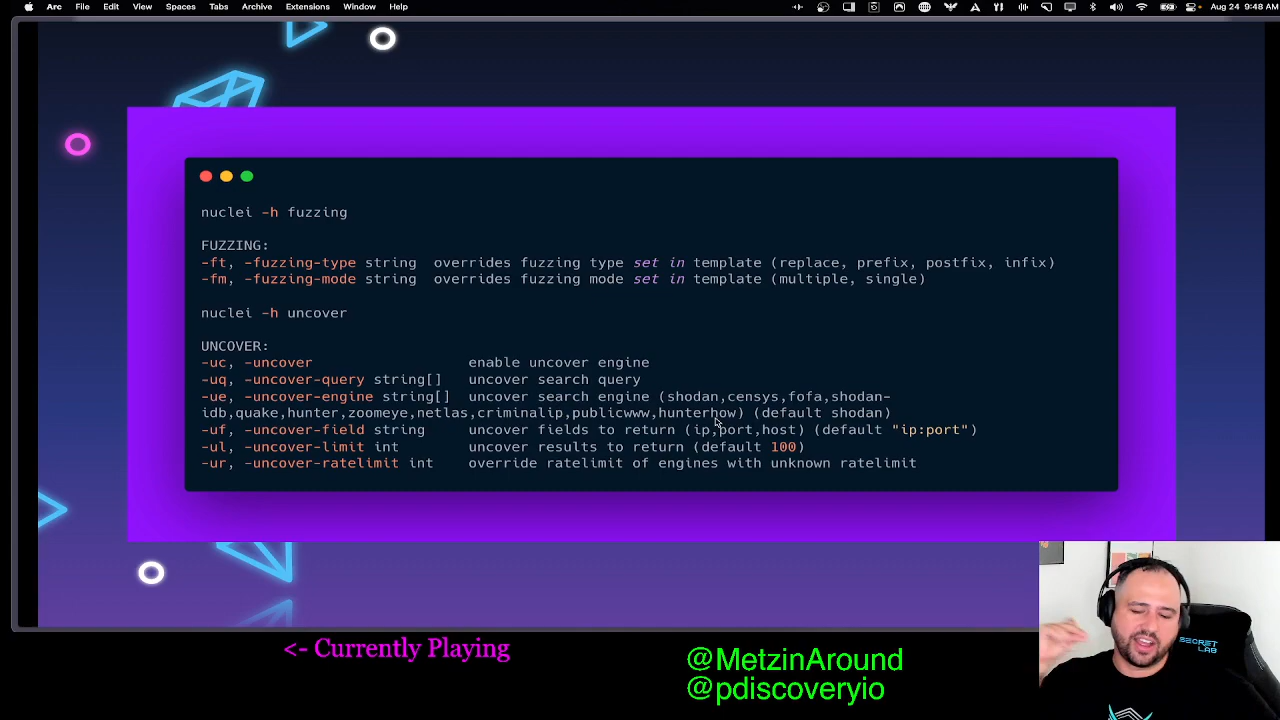 Arc File Edit View Spaces Tabs Archive Extensions Window Help Aug 24 9:48 AM
nuclei -h fuzzing
FUZZING:
-ft, -fuzzing-type string overrides fuzzing type set in template (replace, prefix, postfix, infix)
-fm, -fuzzing-mode string overrides fuzzing mode set in template (multiple, single)
nuclei -h uncover
UNCOVER:
-uc, -uncover enable uncover engine
-uq, -uncover-query string[] uncover search query
-ue, -uncover-engine string[] uncover search engine (shodan,censys,fofa,shodan-
idb,quake,hunter,zoomeye,netlas,criminalip,publicwww,hunterhow) (default shodan)
-uf, -uncover-field string uncover fields to return (ip,port,host) (default "ip:port")
-ul, -uncover-limit int uncover results to return (default 100)
-ur, -uncover-ratelimit int override ratelimit of engines with unknown ratelimit
<- Currently Playing
@MetzinAround
@pdiscoveryio
SECRET
LAB